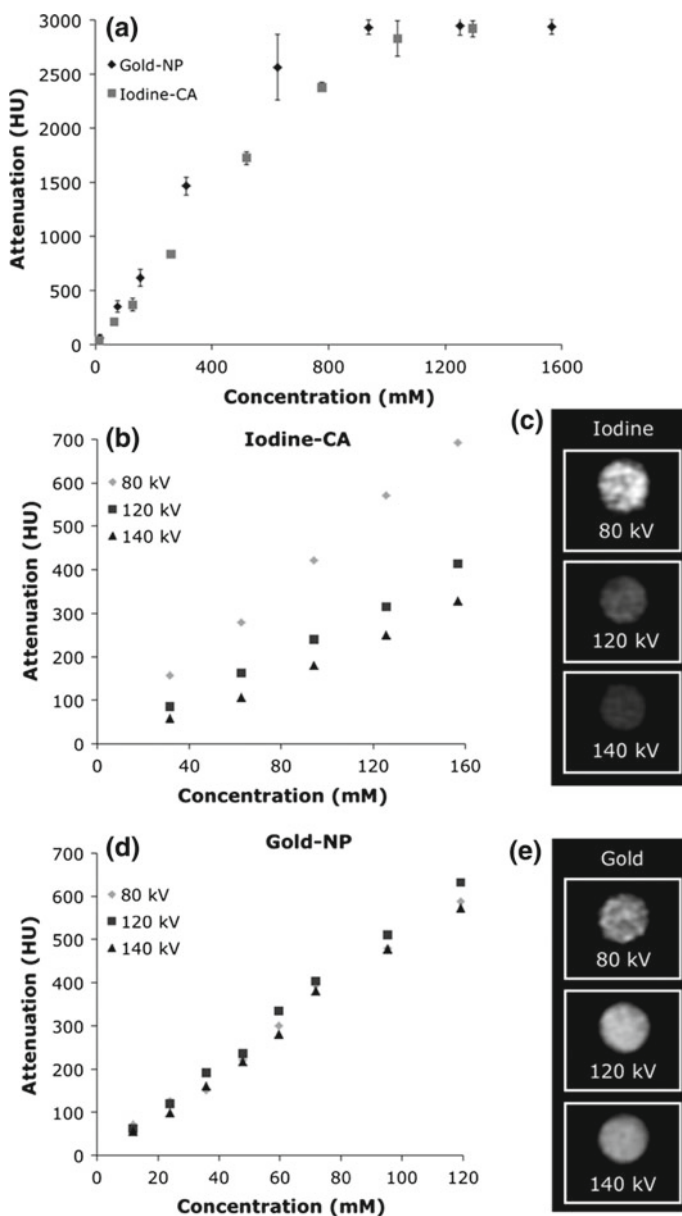 (a)
3000
Gold-NP
2500
Iodine-CA
2000
1500
1000
500
0
Attenuation (HU)
0 400 800 1200 1600
Concentration (mM)
(b) Iodine-CA
700
80 kV
600
120 kV
500
140 kV
400
300
200
100
0
Attenuation (HU)
0 40 80 120 160
Concentration (mM)
(c)
Iodine
80 kV
120 kV
140 kV
(d) Gold-NP
700
80 kV
600
120 kV
500
140 kV
400
300
200
100
0
Attenuation (HU)
0 20 40 60 80 100 120
Concentration (mM)
(e)
Gold
80 kV
120 kV
140 kV